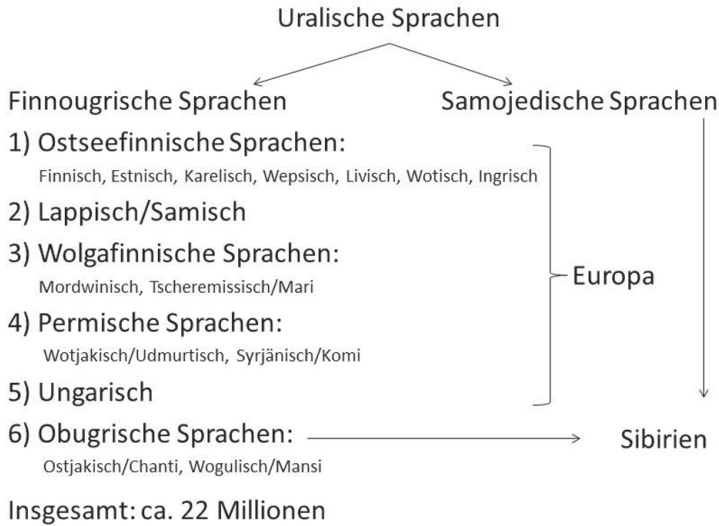 Uralische Sprachen
Finnougrische Sprachen
Samojedische Sprachen
1) Ostseefinnische Sprachen:
Finnisch, Estnisch, Karelisch, Wepsisch, Livisch, Wotisch, Ingrisch
2) Lappisch/Samisch
3) Wolgafinnische Sprachen:
Mordwinisch, Tscheremissisch/Mari
Europa
4) Permische Sprachen:
Wotjakisch/Udmurtisch, Syrjänisch/Komi
5) Ungarisch
6) Obugrische Sprachen:
Sibirien
Ostjakisch/Chanti, Wogulisch/Mansi
Insgesamt: ca. 22 Millionen